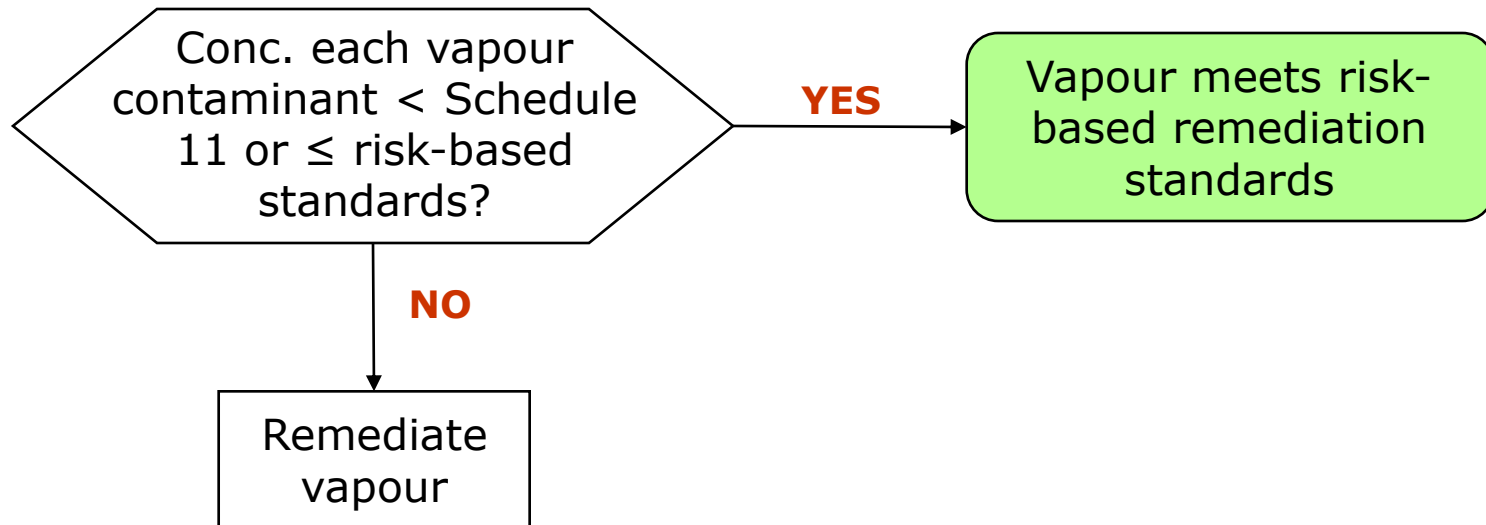 Conc. each vapour
contaminant < Schedule
11 or ≤ risk-based
standards?
YES
Vapour meets risk-
based remediation
standards
NO
Remediate
vapour